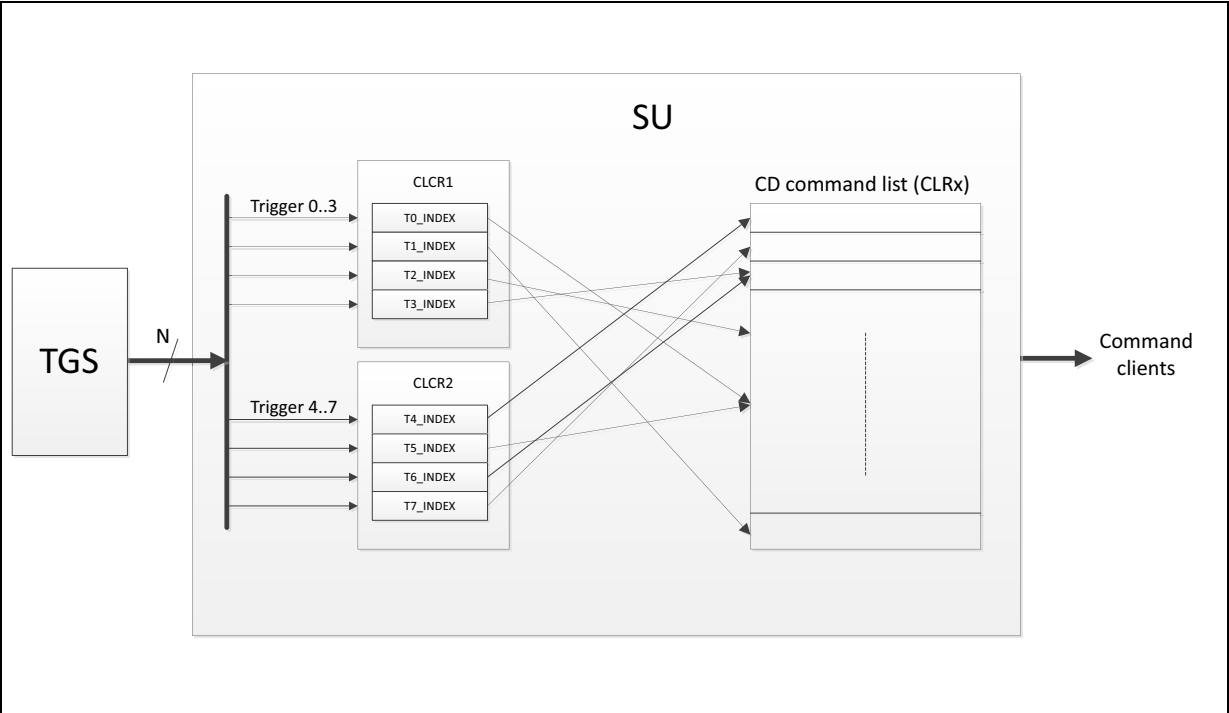 SU
CLCR1
CD command list (CLRx)
Trigger 0..3
T0_INDEX
T1_INDEX
T2_INDEX
T3_INDEX
TGS
N
Command
clients
CLCR2
Trigger 4..7
T4_INDEX
T5_INDEX
T6_INDEX
T7_INDEX